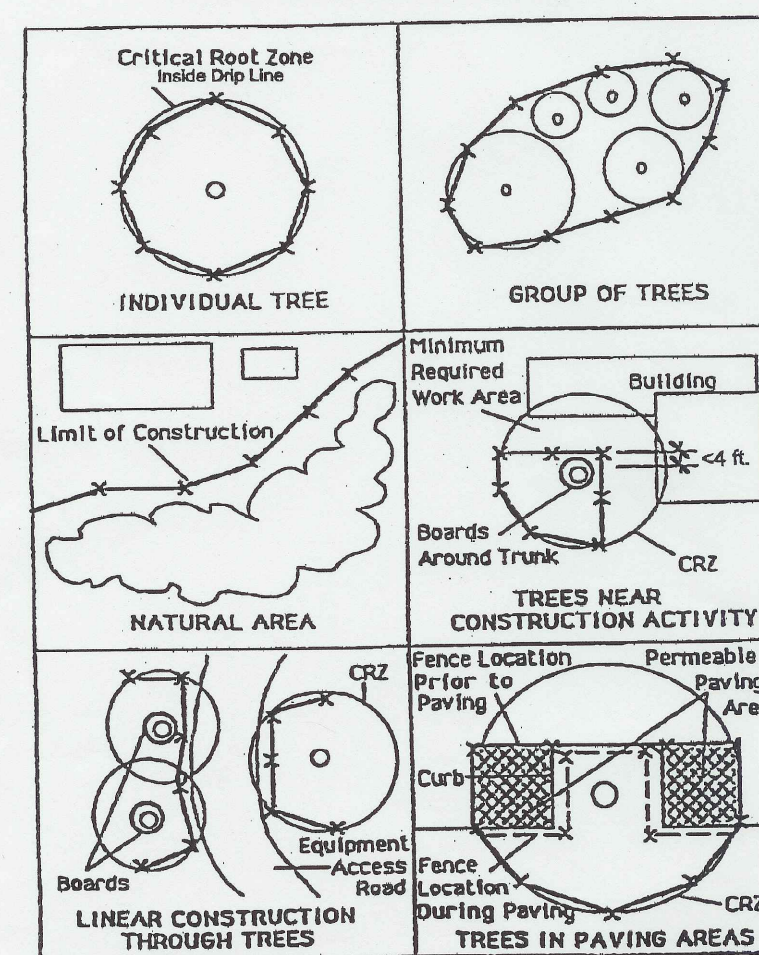 Critical Root Zone
Inside Drip Line
INDIVIDUAL TREE
GROUP OF TREES
Limit of Construction
NATURAL AREA
Minimum
Required
Work Area
Building
<4 ft.
Boards
Around Trunk
CRZ
TREES NEAR
CONSTRUCTION ACTIVITY
CRZ
Boards
Equipment
Access
Road
LINEAR CONSTRUCTION
THROUGH TREES
Fence Location
Prior to
Paving
Permeable
Paving
Are
Curb
Fence
Location
During Paving
CRZ
TREES IN PAVING AREAS